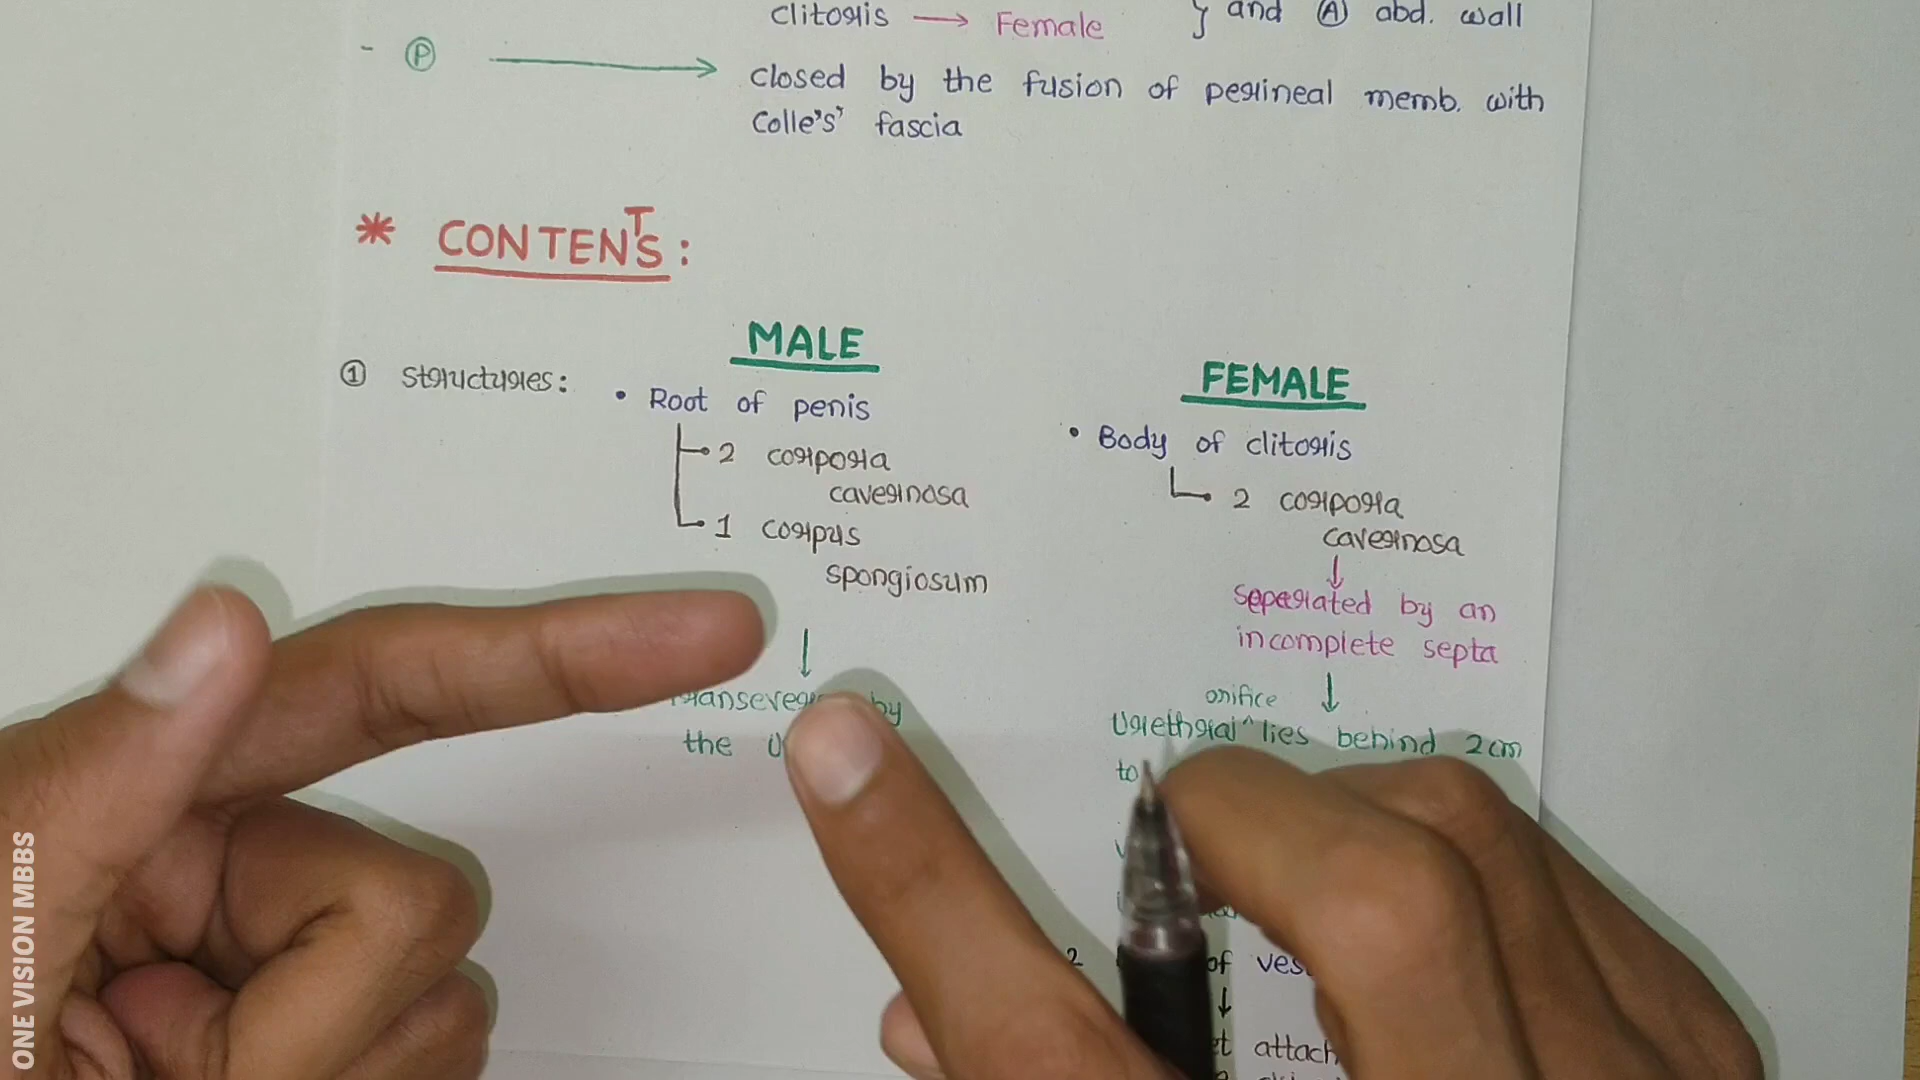 clitoris → Female } and Ⓐ abd. wall
- Ⓟ → closed by the fusion of perineal memb. with
Colle's' fascia
* CONTENTS:
MALE
① structures:
• Root of penis
2 corpora
cavernosa
1 corpus
spongiosum
↓
by
the
FEMALE
• Body of clitoris
2 corpora
cavernosa
↓
seperated by an
incomplete septa
↓
orifice
Urethral ^ lies behind 2cm
to
2
of
↓
ONE VISION MBBS